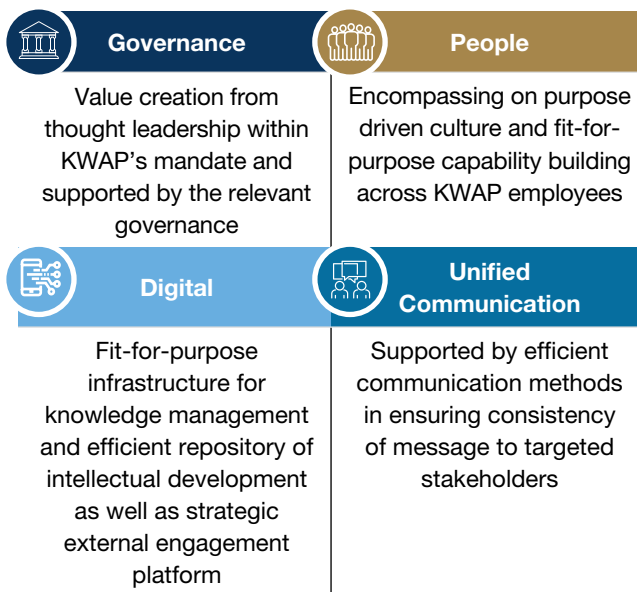 Governance
Value creation from
thought leadership within
KWAP's mandate and
supported by the relevant
governance
People
Encompassing on purpose
driven culture and fit-for-
purpose capability building
across KWAP employees
Digital
Fit-for-purpose
infrastructure for
knowledge management
and efficient repository of
intellectual development
as well as strategic
external engagement
platform
Unified
Communication
Supported by efficient
communication methods
in ensuring consistency
of message to targeted
stakeholders